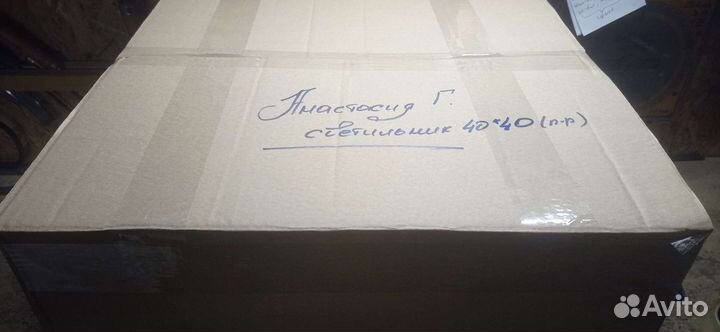 Анастасия Г.
светильник 40*40 (п-р)
Avito